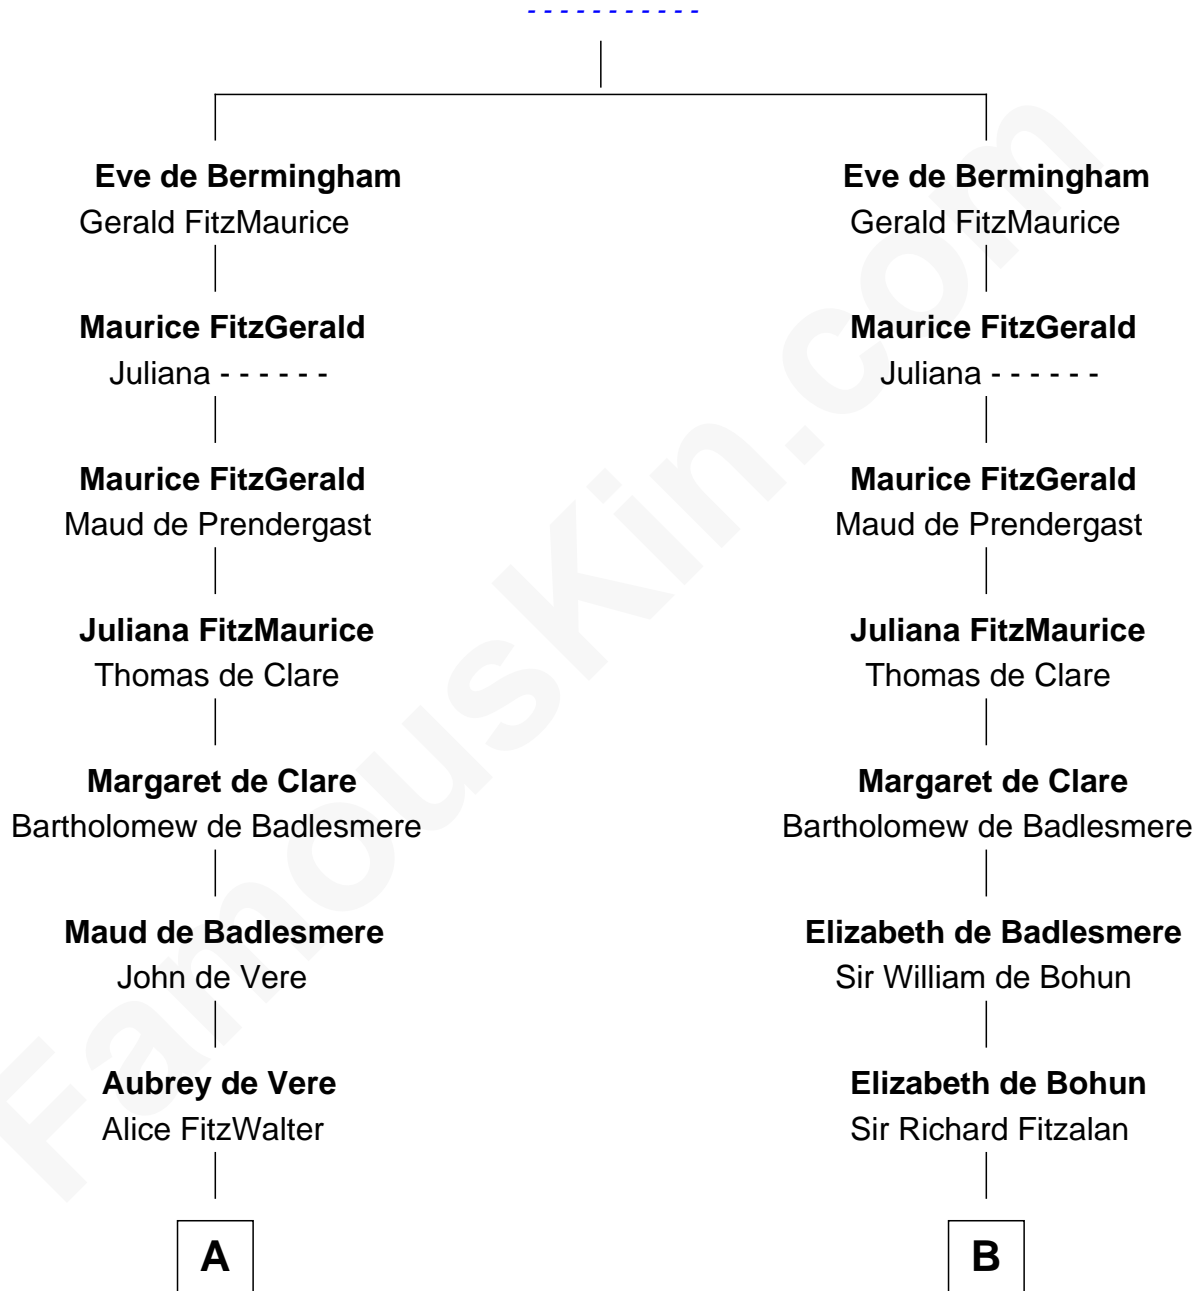 - - - - - - - - - - -
Eve de Bermingham Eve de Bermingham
Gerald FitzMaurice Gerald FitzMaurice
Maurice FitzGerald Maurice FitzGerald
Juliana - - - - - - Juliana - - - - - -
Maurice FitzGerald Maurice FitzGerald
Maud de Prendergast Maud de Prendergast
Juliana FitzMaurice Juliana FitzMaurice
Thomas de Clare Thomas de Clare
Margaret de Clare Margaret de Clare
Bartholomew de Badlesmere Bartholomew de Badlesmere
Maud de Badlesmere Elizabeth de Badlesmere
John de Vere Sir William de Bohun
Aubrey de Vere Elizabeth de Bohun
Alice FitzWalter Sir Richard Fitzalan
A B
FamousKin.com